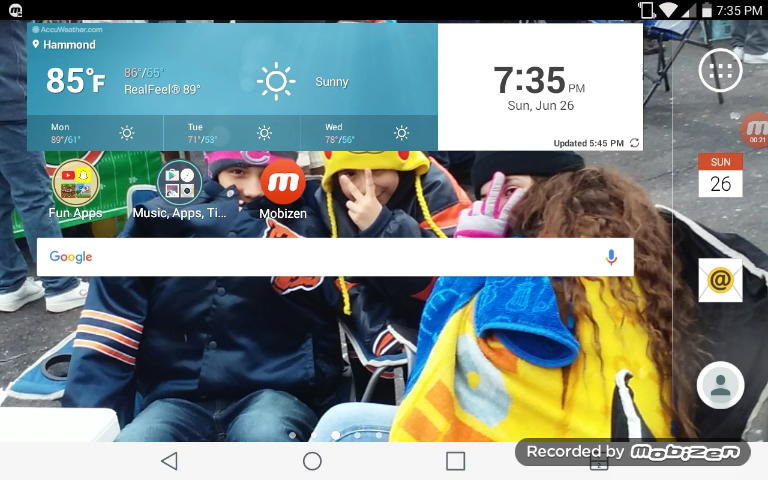 7:35 PM
AccuWeather.com
Hammond
85°F
86°/65°
RealFeel® 89°
Sunny
Mon
89°/61°
Tue
71°/53°
Wed
78°/56°
7:35 PM
Sun, Jun 26
Updated 5:45 PM
00:21
SUN
26
Fun Apps
Music, Apps, Ti...
Mobizen
Google
@
Recorded by mobizen